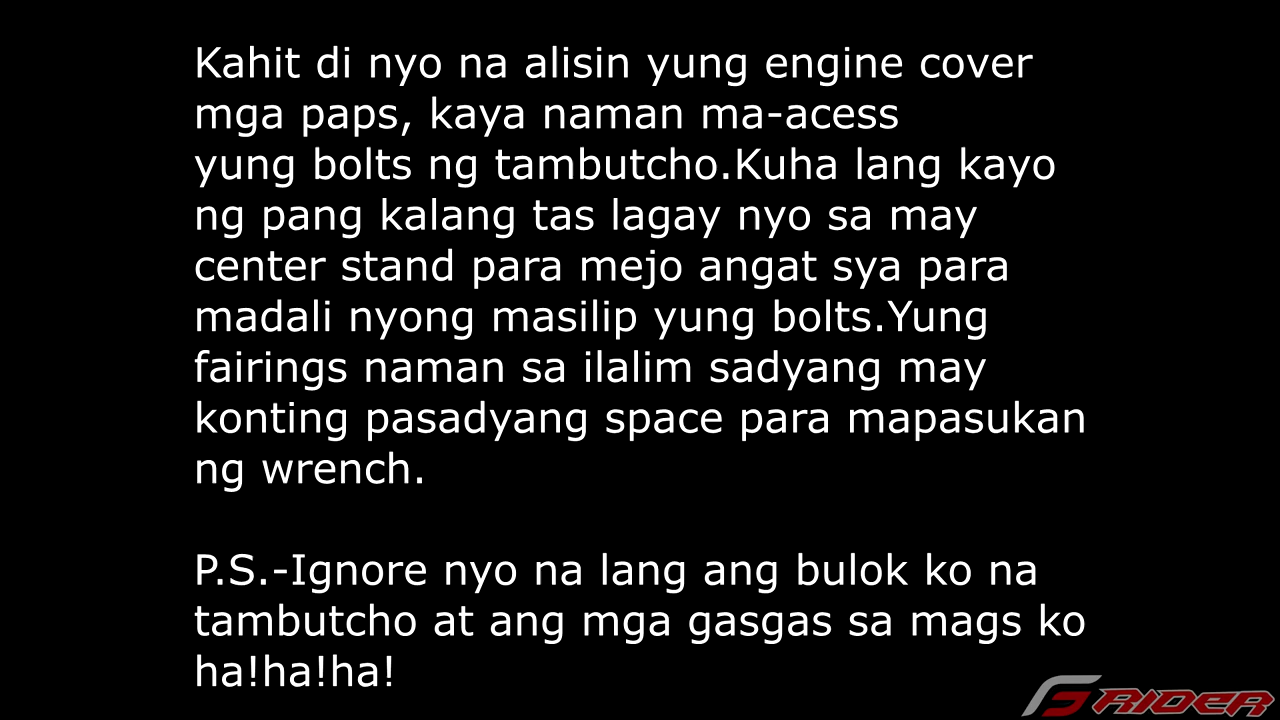 Kahit di nyo na alisin yung engine cover
mga paps, kaya naman ma-acess
yung bolts ng tambutcho.Kuha lang kayo
ng pang kalang tas lagay nyo sa may
center stand para mejo angat sya para
madali nyong masilip yung bolts.Yung
fairings naman sa ilalim sadyang may
konting pasadyang space para mapasukan
ng wrench.
P.S.-Ignore nyo na lang ang bulok ko na
tambutcho at ang mga gasgas sa mags ko
ha!ha!ha!
RIDER